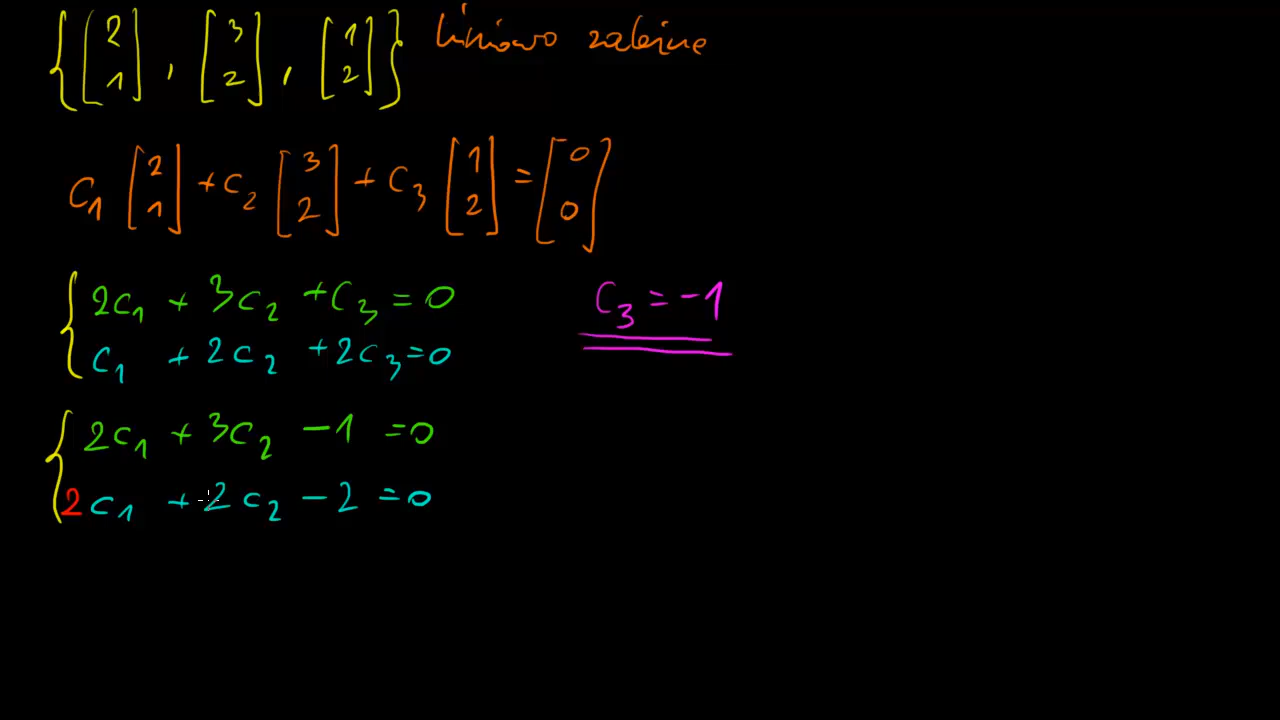 {[2 1], [3 2], [1 2]} liniowo zależne
C₁ [2 1] + C₂ [3 2] + C₃ [1 2] = [0 0]
2C₁ + 3C₂ + C₃ = 0
C₃ = -1
C₁ + 2C₂ + 2C₃ = 0
2C₁ + 3C₂ - 1 = 0
2C₁ + 2C₂ - 2 = 0